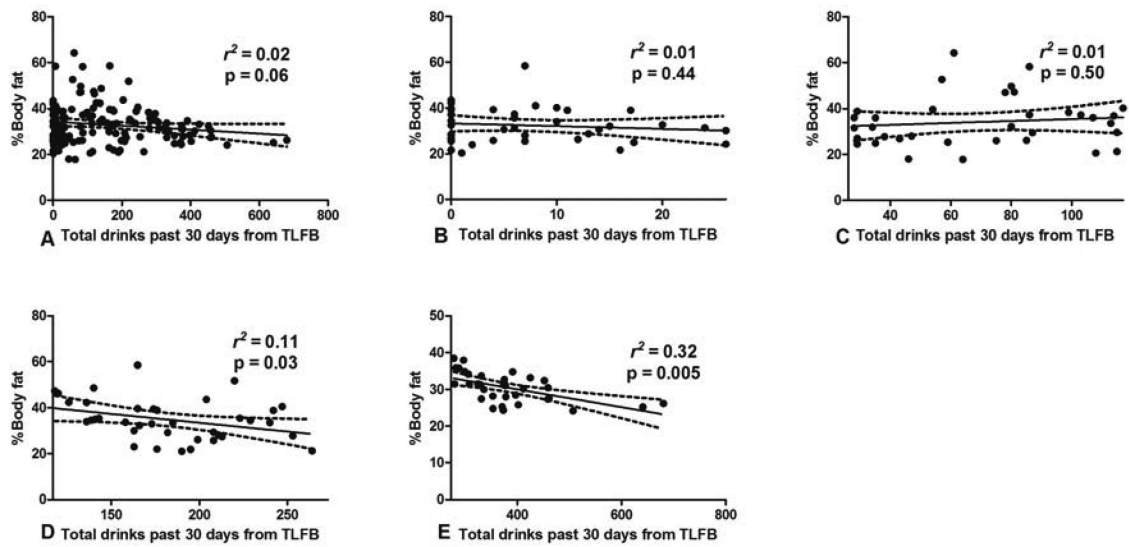 80
60
40
20
0
%Body fat
r² = 0.02
p = 0.06
0 200 400 600 800
A Total drinks past 30 days from TLFB
80
60
40
20
0
%Body fat
r² = 0.01
p = 0.44
0 10 20
B Total drinks past 30 days from TLFB
80
60
40
20
0
%Body fat
r² = 0.01
p = 0.50
40 60 80 100
C Total drinks past 30 days from TLFB
80
60
40
20
0
%Body fat
r² = 0.11
p = 0.03
150 200 250
D Total drinks past 30 days from TLFB
50
40
30
20
10
0
%Body fat
r² = 0.32
p = 0.005
400 600 800
E Total drinks past 30 days from TLFB